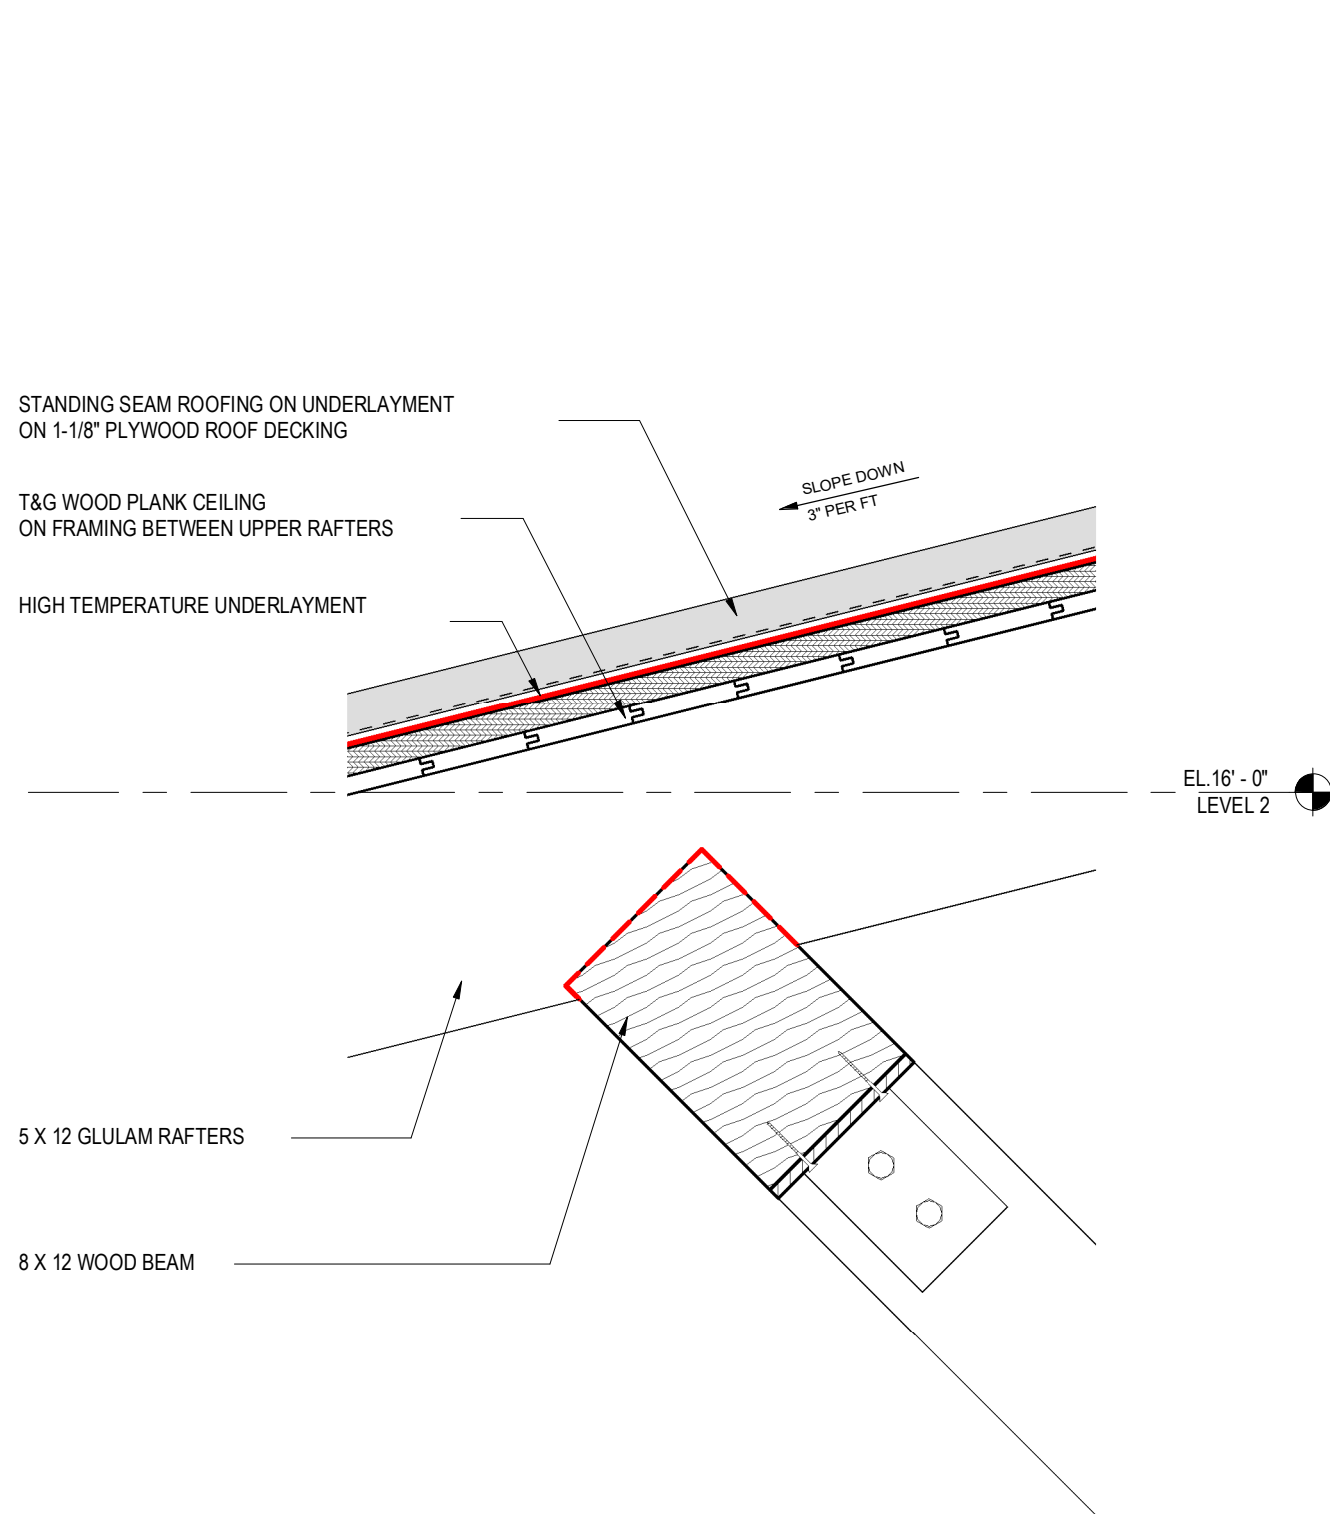 STANDING SEAM ROOFING ON UNDERLAYMENT
ON 1-1/8" PLYWOOD ROOF DECKING
SLOPE DOWN
3" PER FT
T&G WOOD PLANK CEILING
ON FRAMING BETWEEN UPPER RAFTERS
HIGH TEMPERATURE UNDERLAYMENT
EL.16' - 0"
LEVEL 2
5 X 12 GLULAM RAFTERS
8 X 12 WOOD BEAM